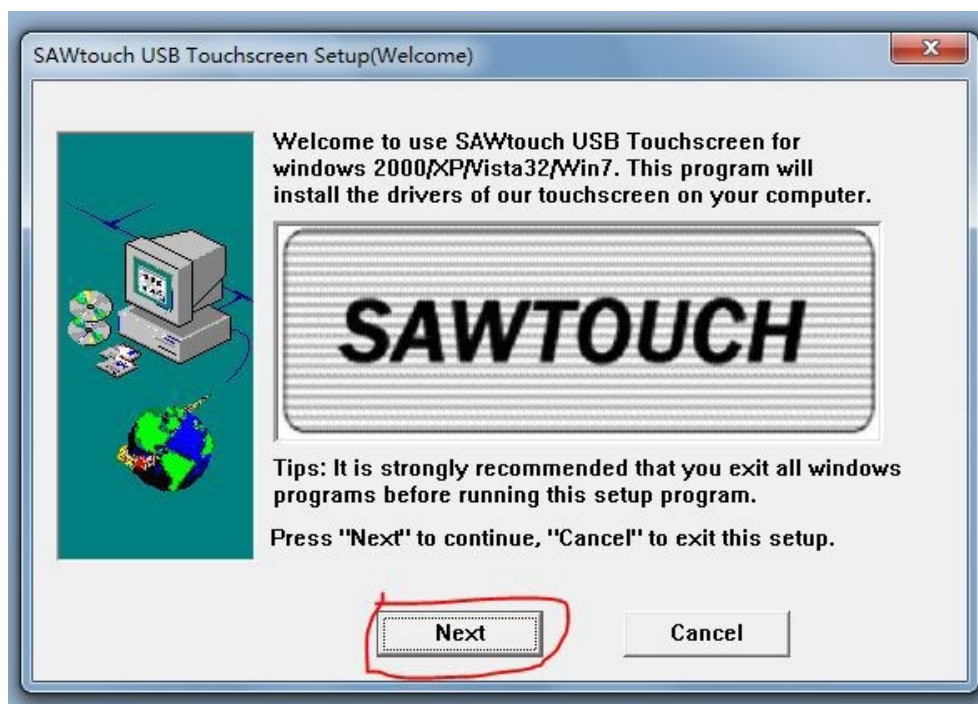 SAWtouch USB Touchscreen Setup(Welcome)
Welcome to use SAWtouch USB Touchscreen for
windows 2000/XP/Vista32/Win7. This program will
install the drivers of our touchscreen on your computer.
SAWTOUCH
Tips: It is strongly recommended that you exit all windows
programs before running this setup program.
Press "Next" to continue, "Cancel" to exit this setup.
Next
Cancel